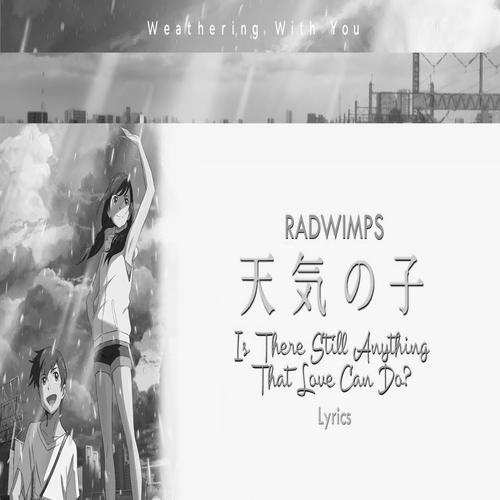 Weathering With You
RADWIMPS
天気の子
Is There Still Anything
That Love Can Do?
Lyrics